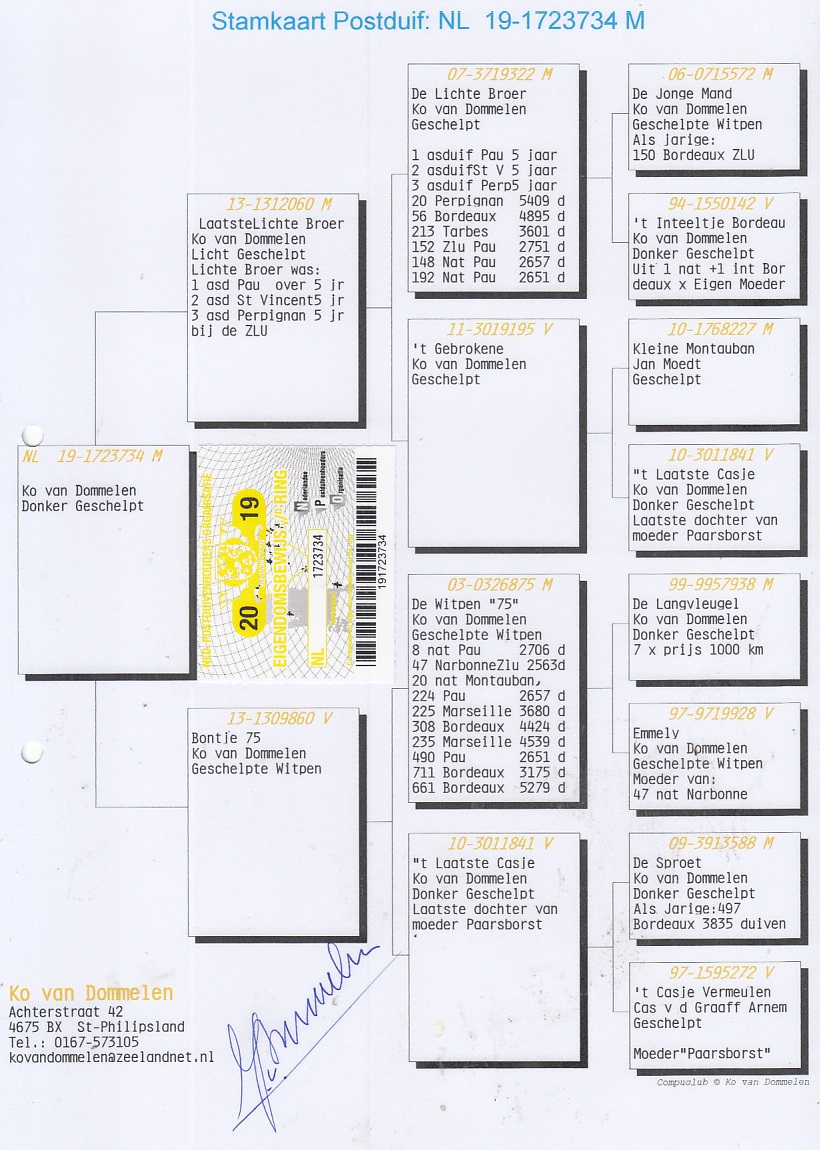 Stamkaart Postduif: NL 19-1723734 M
NL 19-1723734 M
Ko van Dommelen
Donker Geschelpt
13-1312060 M
LaatsteLichte Broer
Ko van Dommelen
Licht Geschelpt
Lichte Broer was:
1 asd Pau over 5 jr
2 asd St Vincent5 jr
3 asd Perpignan 5 jr
bij de ZLU
13-1309860 V
Bontje 75
Ko van Dommelen
Geschelpte Witpen
07-3719322 M
De Lichte Broer
Ko van Dommelen
Geschelpt
1 asduif Pau 5 jaar
2 asduifSt V 5 jaar
3 asduif Perp5 jaar
20 Perpignan 5409 d
56 Bordeaux 4895 d
213 Tarbes 3601 d
152 Zlu Pau 2751 d
148 Nat Pau 2657 d
192 Nat Pau 2651 d
11-3019195 V
't Gebrokene
Ko van Dommelen
Geschelpt
03-0326875 M
De Witpen "75"
Ko van Dommelen
Geschelpte Witpen
8 nat Pau 2706 d
47 NarbonneZlu 2563d
20 nat Montauban,
224 Pau 2657 d
225 Marseille 3680 d
308 Bordeaux 4424 d
235 Marseille 4539 d
490 Pau 2651 d
711 Bordeaux 3175 d
661 Bordeaux 5279 d
10-3011841 V
"t Laatste Casje
Ko van Dommelen
Donker Geschelpt
Laatste dochter van
moeder Paarsborst
06-0715572 M
De Jonge Mand
Ko van Dommelen
Geschelpte Witpen
Als jarige:
150 Bordeaux ZLU
94-1550142 V
't Inteeltje Bordeau
Ko van Dommelen
Donker Geschelpt
Uit 1 nat +1 int Bor
deaux x Eigen Moeder
10-1768227 M
Kleine Montauban
Jan Moedt
Geschelpt
10-3011841 V
"t Laatste Casje
Ko van Dommelen
Donker Geschelpt
Laatste dochter van
moeder Paarsborst
99-9957938 M
De Langvleugel
Ko van Dommelen
Donker Geschelpt
7 x prijs 1000 km
97-9719928 V
Emmely
Ko van Dommelen
Geschelpte Witpen
Moeder van:
47 nat Narbonne
09-3913588 M
De Sproet
Ko van Dommelen
Donker Geschelpt
Als Jarige:497
Bordeaux 3835 duiven
97-1595272 V
't Casje Vermeulen
Cas v d Graaff Arnem
Geschelpt
Moeder"Paarsborst"
NED. POSTDUIVENHOUDERS ORGANISATIE
20 19
EIGENDOMSBEWIJS V/D RING
NL 1723734
Nederlandse
Postduivenhouders
Organisatie
191723734
Ko van Dommelen
Achterstraat 42
4675 BX St-Philipsland
Tel.: 0167-573105
kovandommelen@zeelandnet.nl
Compuclub © Ko van Dommelen